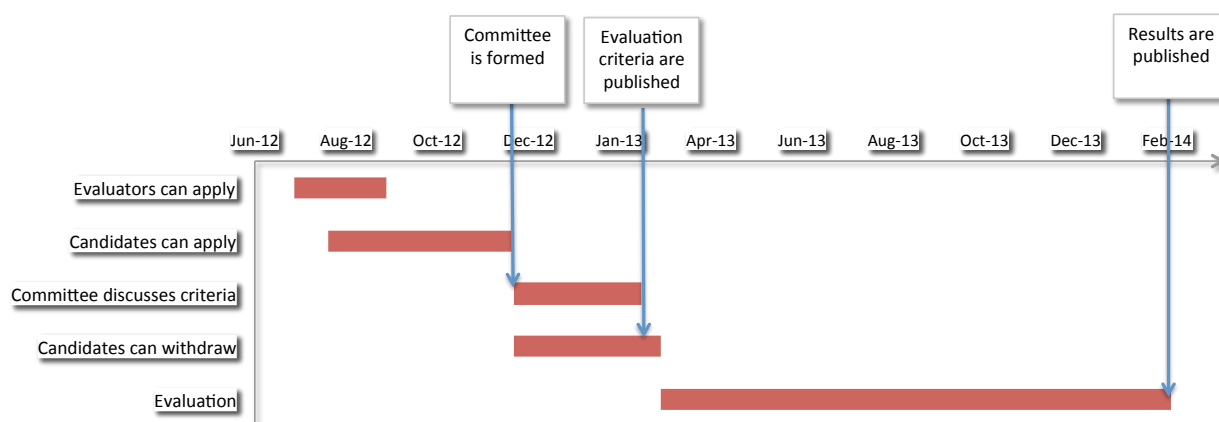 Committee
is formed
Evaluation
criteria are
published
Results are
published
Jun-12
Aug-12
Oct-12
Dec-12
Jan-13
Apr-13
Jun-13
Aug-13
Oct-13
Dec-13
Feb-14
Evaluators can apply
Candidates can apply
Committee discusses criteria
Candidates can withdraw
Evaluation